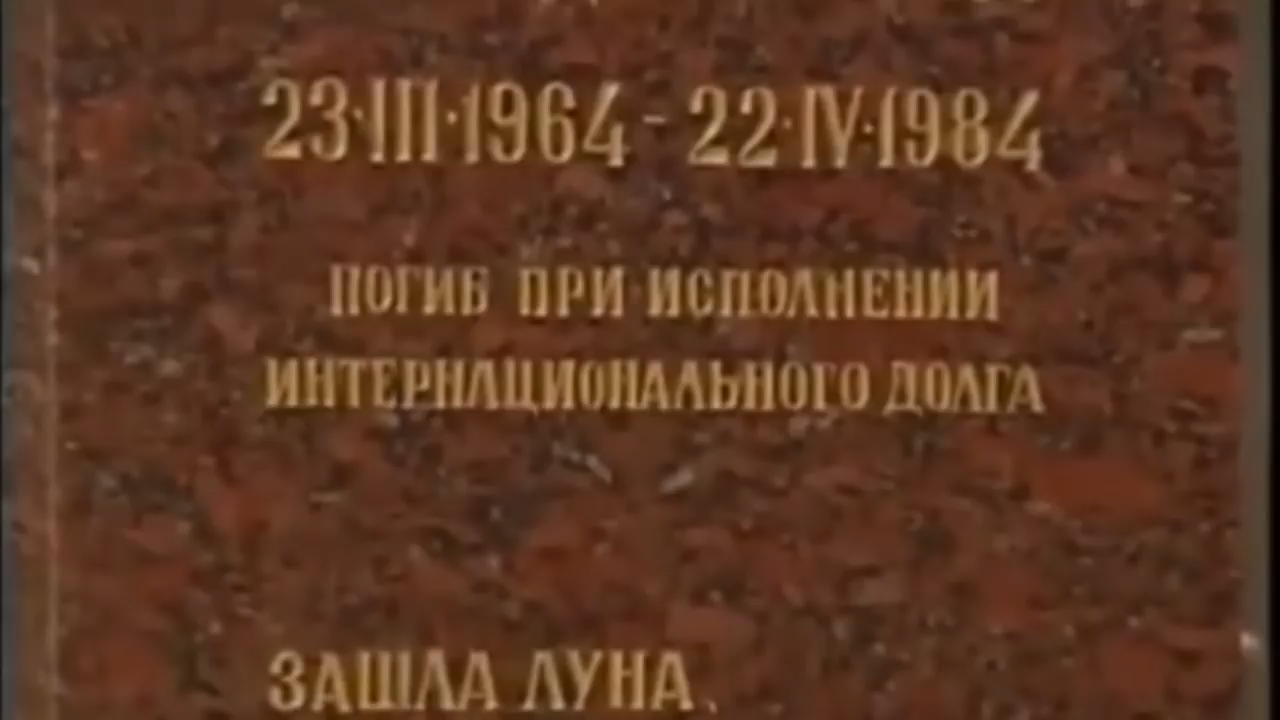 23·III·1964 - 22·IV·1984
ПОГИБ ПРИ ИСПОЛНЕНИИ
ИНТЕРНАЦИОНАЛЬНОГО ДОЛГА
ЗАШЛА ЛУНА,